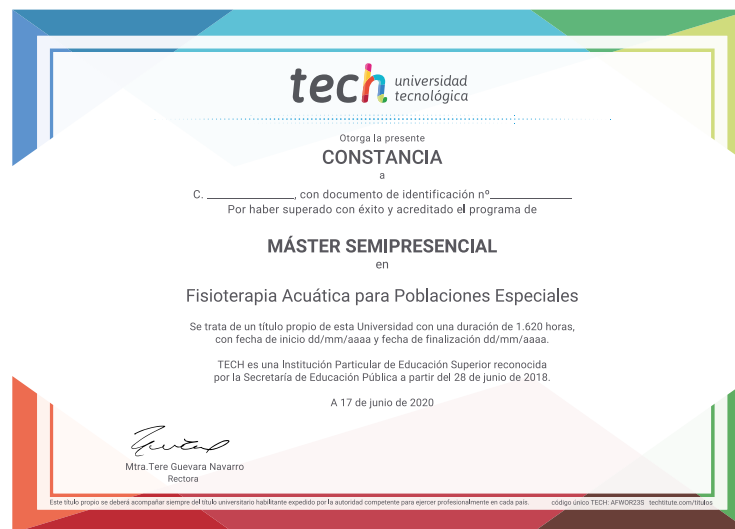 tech universidad
tecnológica
Otorga la presente
CONSTANCIA
a
C. ________________, con documento de identificación nº______________
Por haber superado con éxito y acreditado el programa de
MÁSTER SEMIPRESENCIAL
en
Fisioterapia Acuática para Poblaciones Especiales
Se trata de un título propio de esta Universidad con una duración de 1.620 horas,
con fecha de inicio dd/mm/aaaa y fecha de finalización dd/mm/aaaa.
TECH es una Institución Particular de Educación Superior reconocida
por la Secretaría de Educación Pública a partir del 28 de junio de 2018.
A 17 de junio de 2020
Mtra.Tere Guevara Navarro
Rectora
Este título propio se deberá acompañar siempre del título universitario habilitante expedido por la autoridad competente para ejercer profesionalmente en cada país. código único TECH: AFWOR23S techtitute.com/titulos